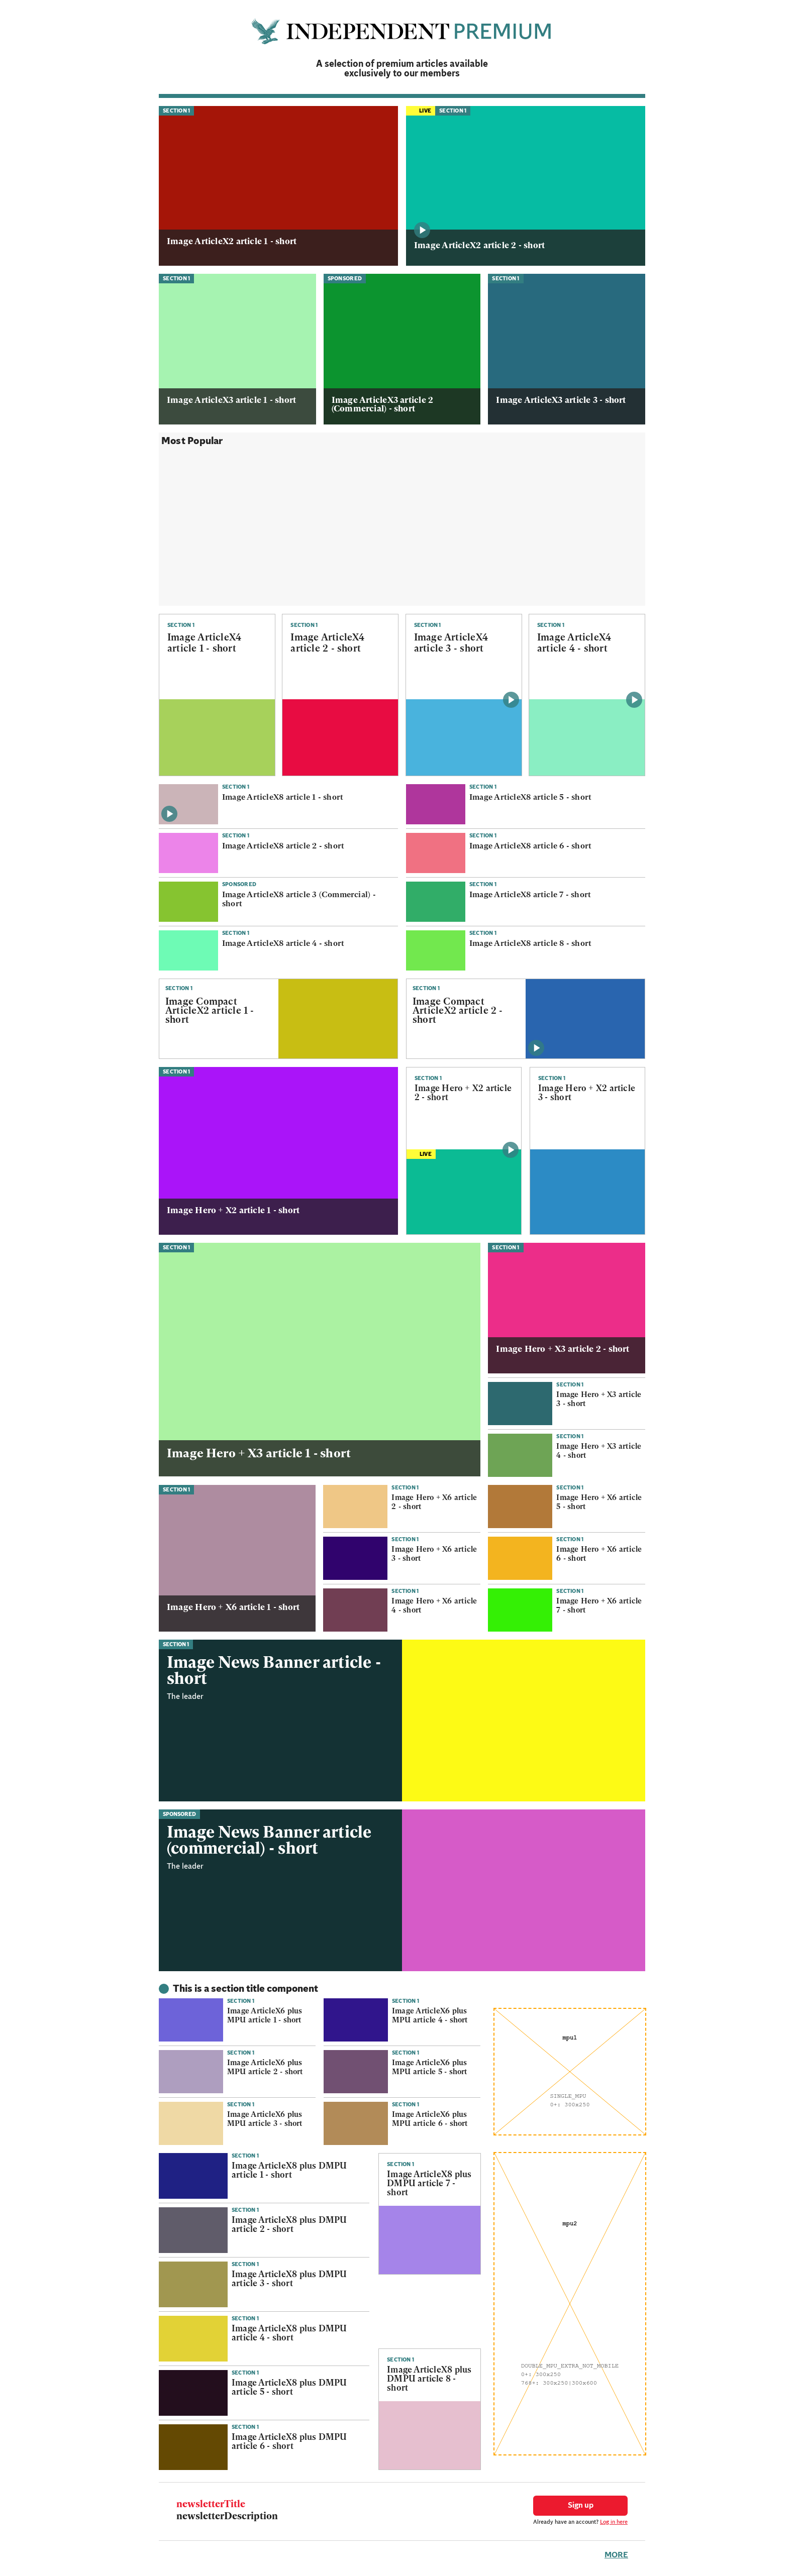 INDEPENDENT PREMIUM
A selection of premium articles available
exclusively to our members
SECTION 1
Image ArticleX2 article 1 - short
LIVE SECTION 1
Image ArticleX2 article 2 - short
SECTION 1
Image ArticleX3 article 1 - short
SPONSORED
Image ArticleX3 article 2
(Commercial) - short
SECTION 1
Image ArticleX3 article 3 - short
Most Popular
SECTION 1
Image ArticleX4
article 1 - short
SECTION 1
Image ArticleX4
article 2 - short
SECTION 1
Image ArticleX4
article 3 - short
SECTION 1
Image ArticleX4
article 4 - short
SECTION 1
Image ArticleX8 article 1 - short
SECTION 1
Image ArticleX8 article 2 - short
SPONSORED
Image ArticleX8 article 3 (Commercial) -
short
SECTION 1
Image ArticleX8 article 4 - short
SECTION 1
Image ArticleX8 article 5 - short
SECTION 1
Image ArticleX8 article 6 - short
SECTION 1
Image ArticleX8 article 7 - short
SECTION 1
Image ArticleX8 article 8 - short
SECTION 1
Image Compact
ArticleX2 article 1 -
short
SECTION 1
Image Compact
ArticleX2 article 2 -
short
SECTION 1
Image Hero + X2 article 1 - short
SECTION 1
Image Hero + X2 article
2 - short
LIVE
SECTION 1
Image Hero + X2 article
3 - short
SECTION 1
Image Hero + X3 article 1 - short
SECTION 1
Image Hero + X3 article 2 - short
SECTION 1
Image Hero + X3 article
3 - short
SECTION 1
Image Hero + X3 article
4 - short
SECTION 1
Image Hero + X6 article 1 - short
SECTION 1
Image Hero + X6 article
2 - short
SECTION 1
Image Hero + X6 article
3 - short
SECTION 1
Image Hero + X6 article
4 - short
SECTION 1
Image Hero + X6 article
5 - short
SECTION 1
Image Hero + X6 article
6 - short
SECTION 1
Image Hero + X6 article
7 - short
SECTION 1
Image News Banner article -
short
The leader
SPONSORED
Image News Banner article
(commercial) - short
The leader
This is a section title component
SECTION 1
Image ArticleX6 plus
MPU article 1 - short
SECTION 1
Image ArticleX6 plus
MPU article 2 - short
SECTION 1
Image ArticleX6 plus
MPU article 3 - short
SECTION 1
Image ArticleX6 plus
MPU article 4 - short
SECTION 1
Image ArticleX6 plus
MPU article 5 - short
SECTION 1
Image ArticleX6 plus
MPU article 6 - short
mpu1
SINGLE_MPU
0+: 300x250
SECTION 1
Image ArticleX8 plus DMPU
article 1 - short
SECTION 1
Image ArticleX8 plus DMPU
article 2 - short
SECTION 1
Image ArticleX8 plus DMPU
article 3 - short
SECTION 1
Image ArticleX8 plus DMPU
article 4 - short
SECTION 1
Image ArticleX8 plus DMPU
article 5 - short
SECTION 1
Image ArticleX8 plus DMPU
article 6 - short
SECTION 1
Image ArticleX8 plus
DMPU article 7 -
short
SECTION 1
Image ArticleX8 plus
DMPU article 8 -
short
mpu2
DOUBLE_MPU_EXTRA_NOT_MOBILE
0+: 300x250
768+: 300x250|300x600
newsletterTitle
newsletterDescription
Sign up
Already have an account? Log in here
MORE